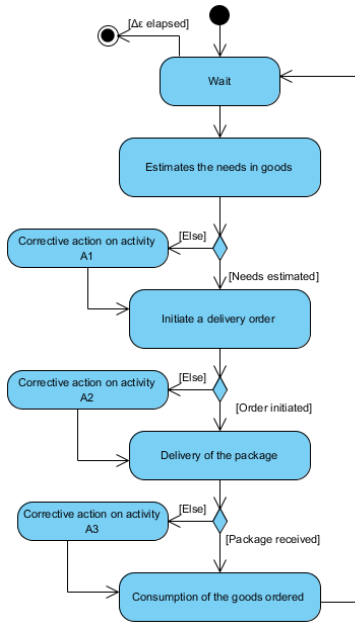 [Δε elapsed]
Wait
Estimates the needs in goods
Corrective action on activity
A1
[Else]
[Needs estimated]
Initiate a delivery order
Corrective action on activity
A2
[Else]
[Order initiated]
Delivery of the package
Corrective action on activity
A3
[Else]
[Package received]
Consumption of the goods ordered